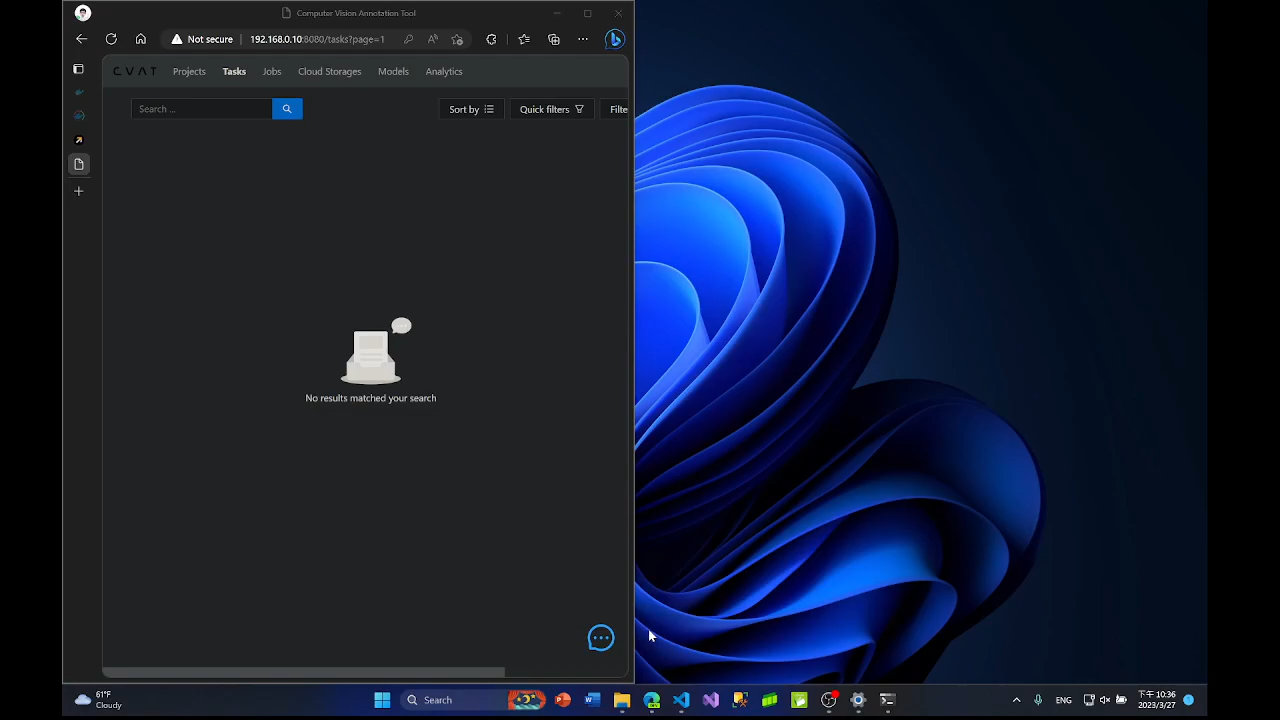 Computer Vision Annotation Tool
Not secure 192.168.0.10:8080/tasks?page=1
CVAT Projects Tasks Jobs Cloud Storages Models Analytics
Search ... Sort by Quick filters Filte
No results matched your search
61°F
Cloudy
Search
ENG
下午 10:36
2023/3/27